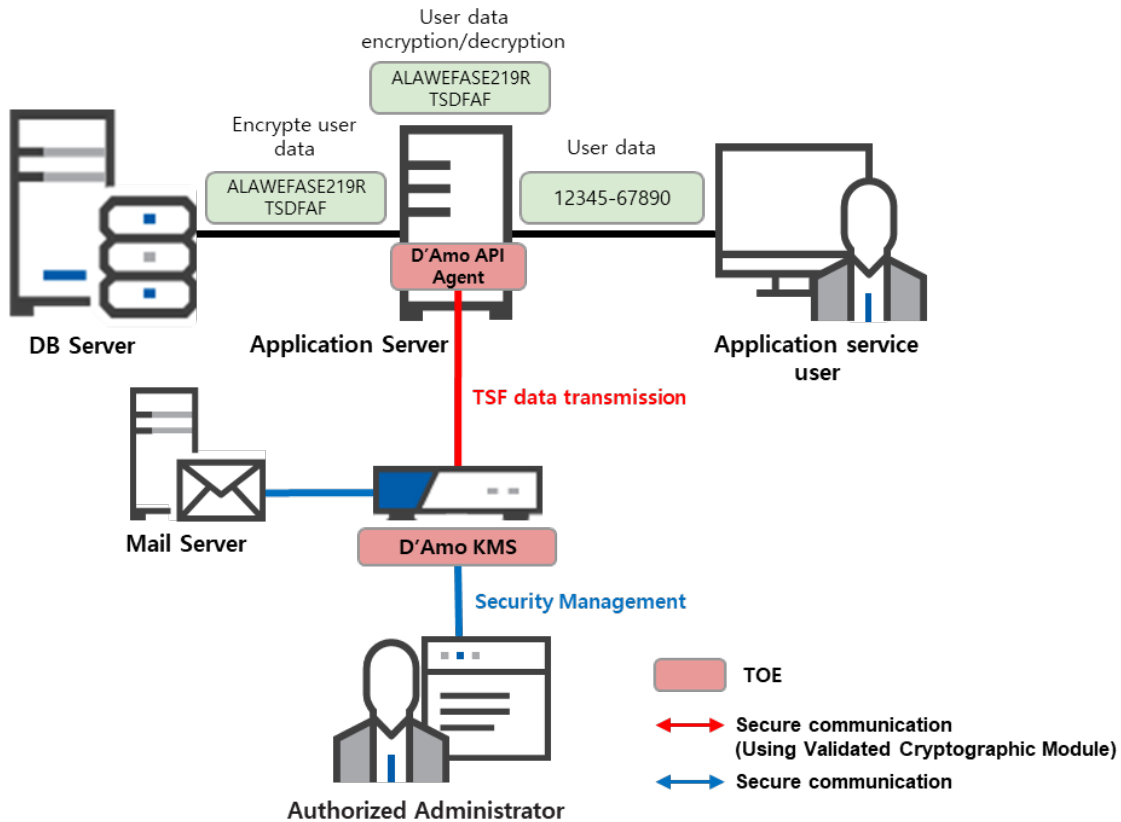 User data
encryption/decryption
ALAWEFASE219R
TSDFAF
Encrypte user
data
ALAWEFASE219R
TSDFAF
User data
12345-67890
D’Amo API
Agent
DB Server
Application Server
Application service
user
TSF data transmission
Mail Server
D’Amo KMS
Security Management
TOE
Secure communication
(Using Validated Cryptographic Module)
Secure communication
Authorized Administrator